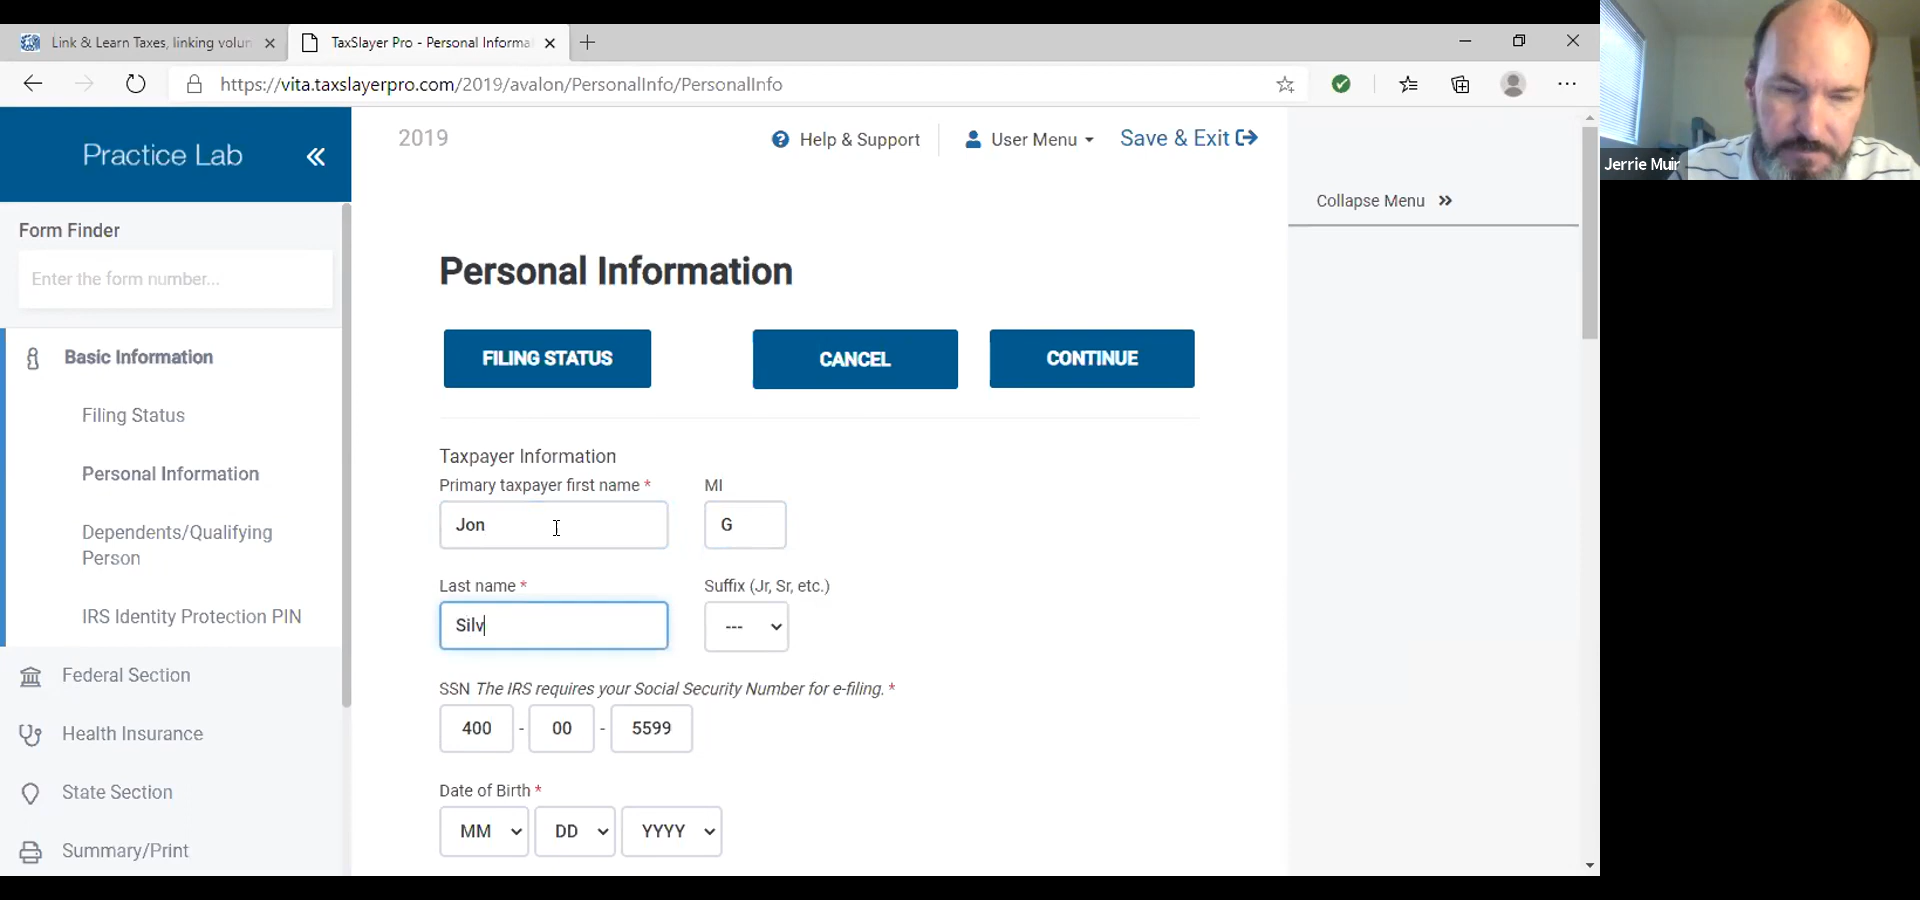 Link & Learn Taxes, linking volun
TaxSlayer Pro - Personal Informa
https://vita.taxslayerpro.com/2019/avalon/PersonalInfo/PersonalInfo
Jerrie Muir
Practice Lab
2019
Help & Support
User Menu
Save & Exit
Collapse Menu
Form Finder
Enter the form number...
Basic Information
Filing Status
Personal Information
Dependents/Qualifying
Person
IRS Identity Protection PIN
Federal Section
Health Insurance
State Section
Summary/Print
Personal Information
FILING STATUS
CANCEL
CONTINUE
Taxpayer Information
Primary taxpayer first name *
MI
Jon
G
Last name *
Suffix (Jr, Sr, etc.)
Silv
---
SSN The IRS requires your Social Security Number for e-filing. *
400 - 00 - 5599
Date of Birth *
MM DD YYYY